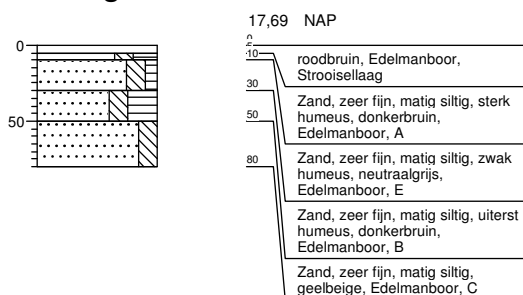 17,69 NAP
0
0
5
10
roodbruin, Edelmanboor,
Strooisellaag
30
Zand, zeer fijn, matig siltig, sterk
humeus, donkerbruin,
Edelmanboor, A
50
50
Zand, zeer fijn, matig siltig, zwak
humeus, neutraalgrijs,
Edelmanboor, E
80
Zand, zeer fijn, matig siltig, uiterst
humeus, donkerbruin,
Edelmanboor, B
Zand, zeer fijn, matig siltig,
geelbeige, Edelmanboor, C